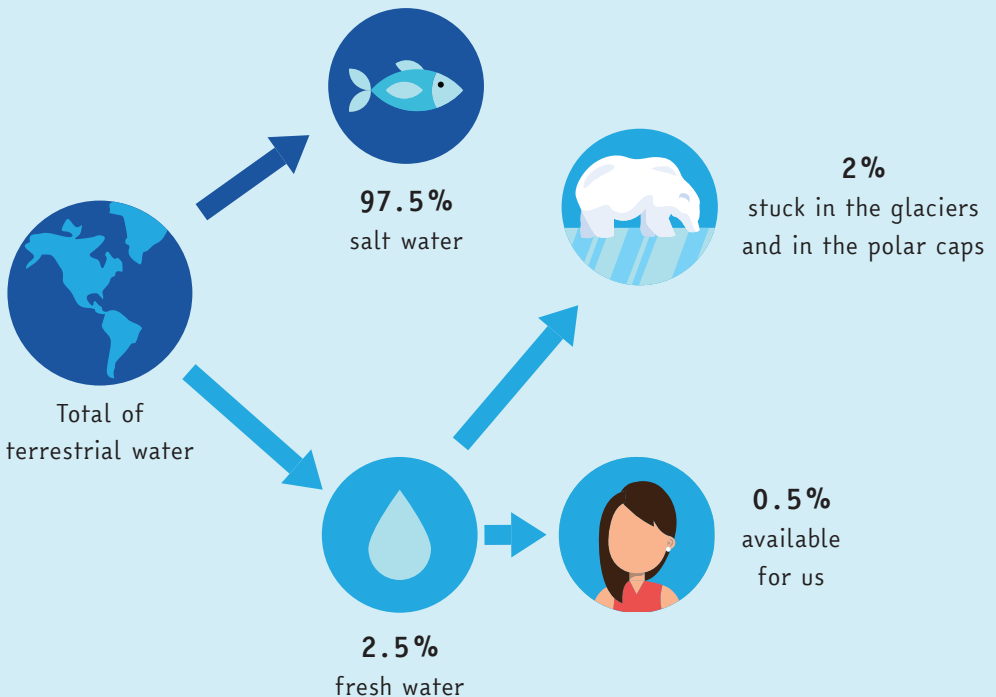 97.5%
salt water
2%
stuck in the glaciers
and in the polar caps
Total of
terrestrial water
0.5%
available
for us
2.5%
fresh water